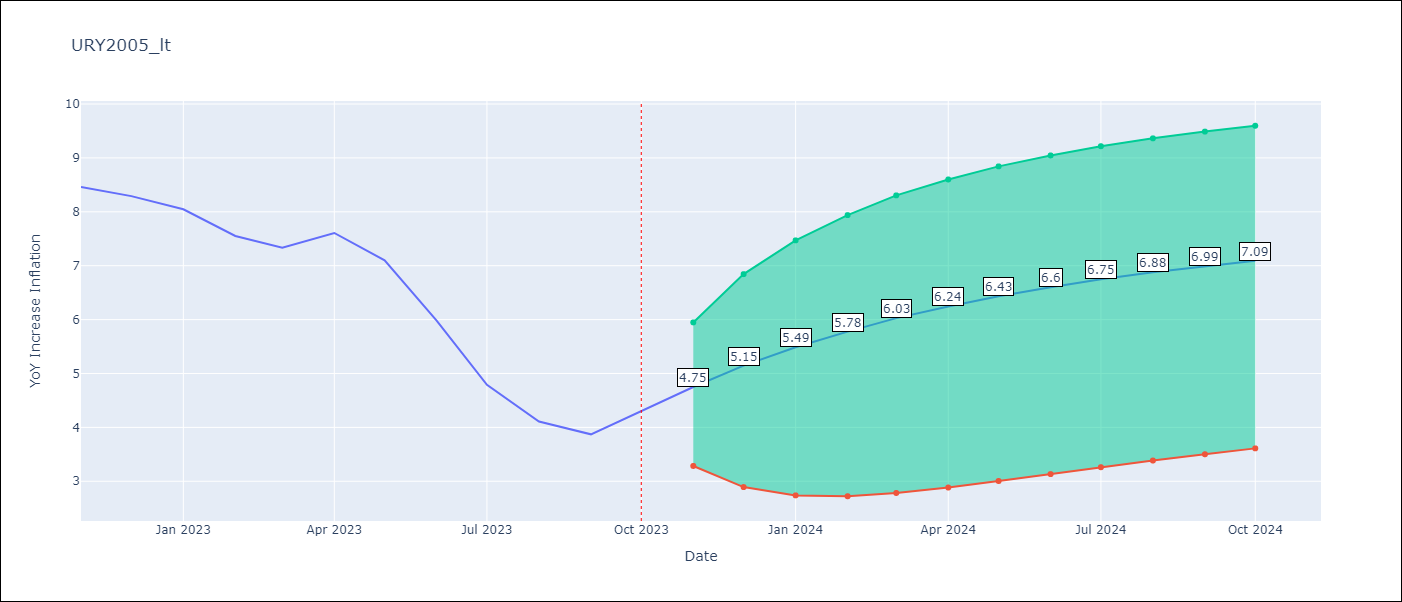 URY2005_lt
10
9
8
7
6
5
4
3
YoY Increase Inflation
4.75
5.15
5.49
5.78
6.03
6.24
6.43
6.6
6.75
6.88
6.99
7.09
Jan 2023
Apr 2023
Jul 2023
Oct 2023
Jan 2024
Apr 2024
Jul 2024
Oct 2024
Date